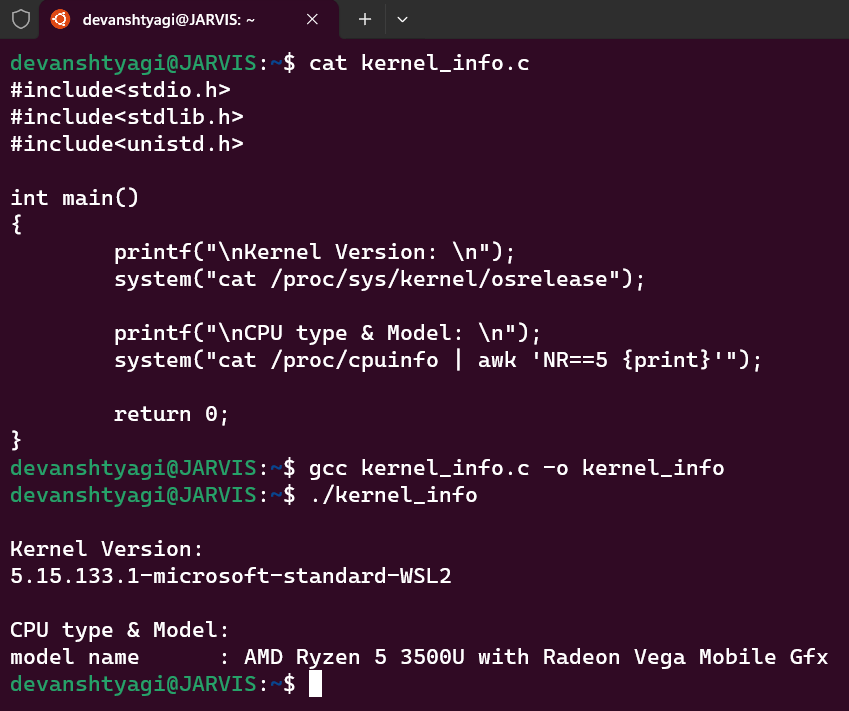 devanshtyagi@JARVIS: ~
devanshtyagi@JARVIS:~$ cat kernel_info.c
#include<stdio.h>
#include<stdlib.h>
#include<unistd.h>

int main()
{
        printf("\nKernel Version: \n");
        system("cat /proc/sys/kernel/osrelease");

        printf("\nCPU type & Model: \n");
        system("cat /proc/cpuinfo | awk 'NR==5 {print}'");

        return 0;
}
devanshtyagi@JARVIS:~$ gcc kernel_info.c -o kernel_info
devanshtyagi@JARVIS:~$ ./kernel_info

Kernel Version:
5.15.133.1-microsoft-standard-WSL2

CPU type & Model:
model name      : AMD Ryzen 5 3500U with Radeon Vega Mobile Gfx
devanshtyagi@JARVIS:~$